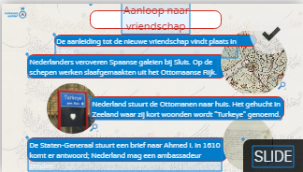 Aanloop naar
vriendschap
De aanleiding tot de nieuwe vriendschap vindt plaats in
Nederlanders veroveren Spaanse galeien bij Sluis. Op de
schepen werken slaafgemaakten uit het Ottomaanse Rijk.
Turkeye
Nederland stuurt de Ottomanen naar huis. Het gehucht in
Zeeland waar zij kort woonden wordt "Turkeye" genoemd.
De Staten-Generaal stuurt een brief naar Ahmed I. In 1610
komt er antwoord; Nederland mag een ambassadeur
SLIDE